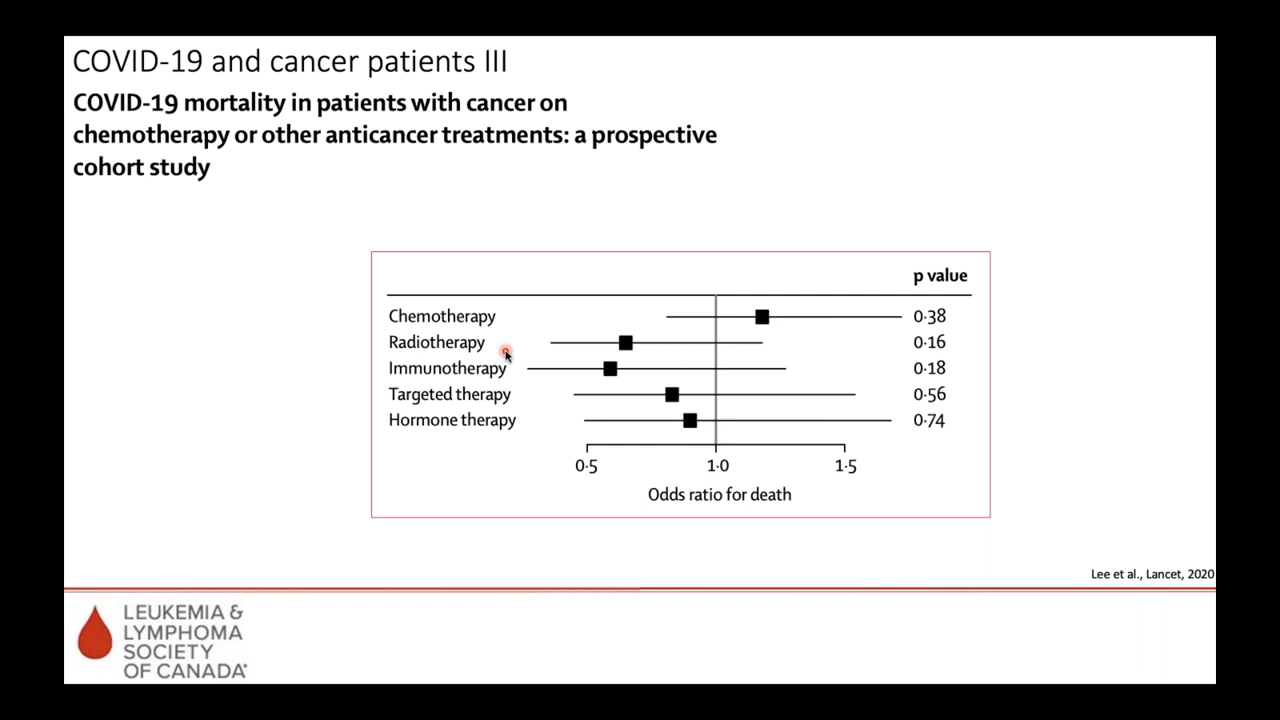 COVID-19 and cancer patients III
COVID-19 mortality in patients with cancer on
chemotherapy or other anticancer treatments: a prospective
cohort study
p value
Chemotherapy 0·38
Radiotherapy 0·16
Immunotherapy 0·18
Targeted therapy 0·56
Hormone therapy 0·74
0·5 1·0 1·5
Odds ratio for death
Lee et al., Lancet, 2020
LEUKEMIA &
LYMPHOMA
SOCIETY
OF CANADA